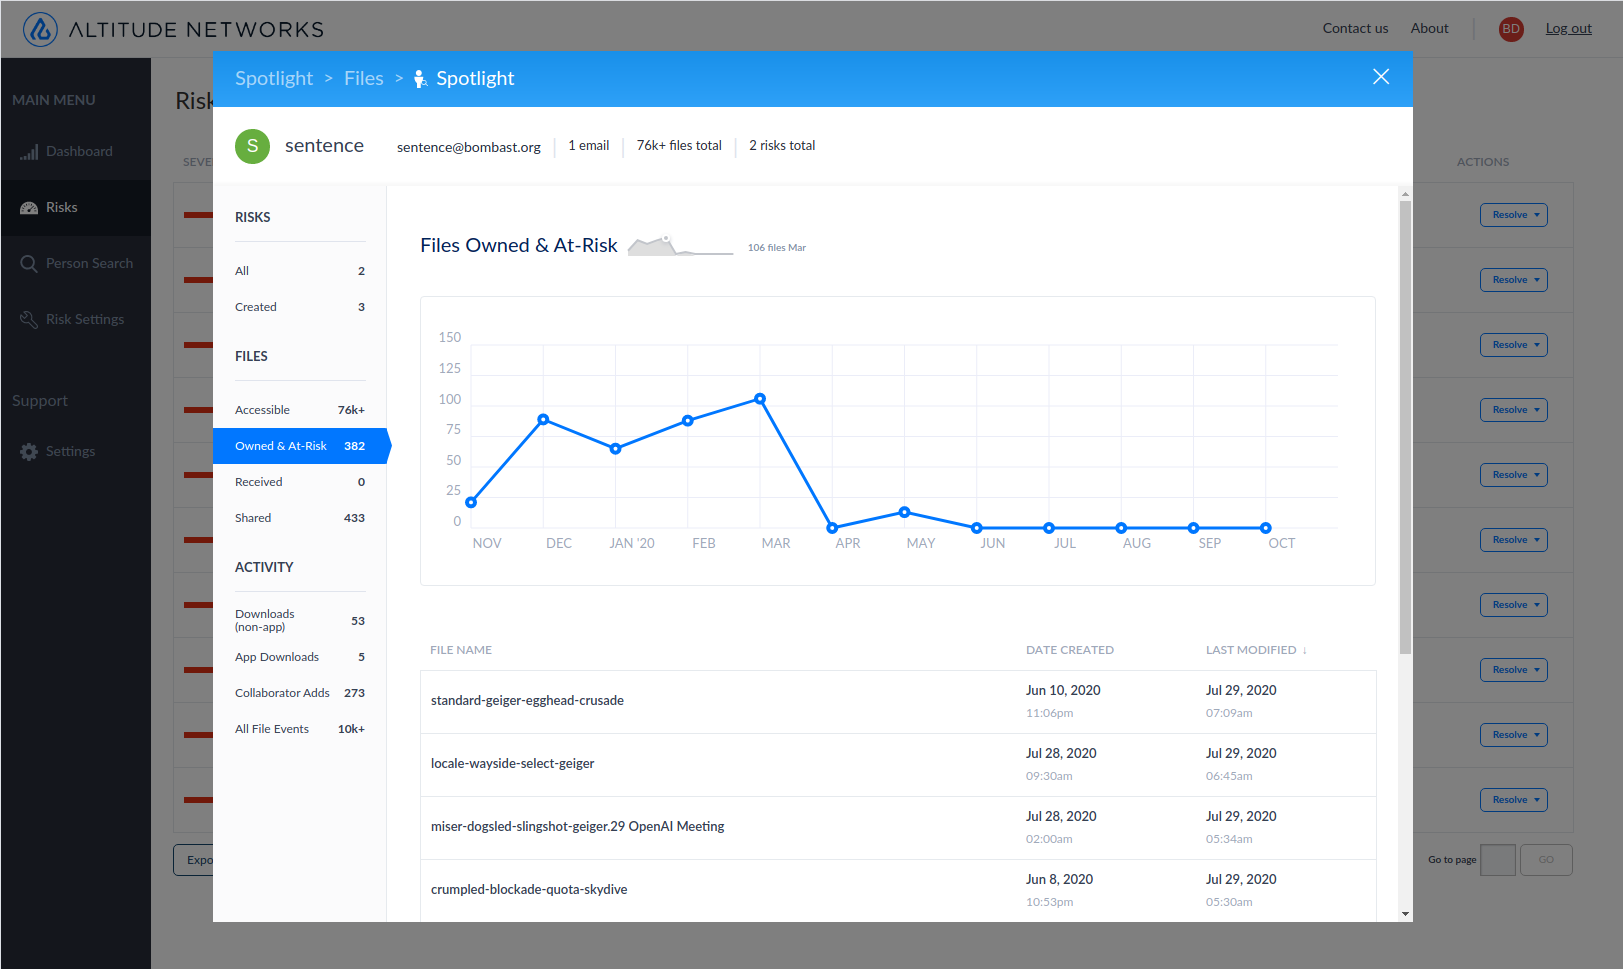 ALTITUDE NETWORKS
Contact us About BD Log out
Spotlight > Files > Spotlight
MAIN MENU
Dashboard
Risks
Person Search
Risk Settings
Support
Settings
S sentence sentence@bombast.org 1 email 76k+ files total 2 risks total
RISKS
All 2
Created 3
FILES
Accessible 76k+
Owned & At-Risk 382
Received 0
Shared 433
ACTIVITY
Downloads
(non-app) 53
App Downloads 5
Collaborator Adds 273
All File Events 10k+
Files Owned & At-Risk 106 files Mar
150
125
100
75
50
25
0
NOV DEC JAN '20 FEB MAR APR MAY JUN JUL AUG SEP OCT
FILE NAME DATE CREATED LAST MODIFIED ↓
standard-geiger-egghead-crusade Jun 10, 2020 Jul 29, 2020
11:06pm 07:09am
locale-wayside-select-geiger Jul 28, 2020 Jul 29, 2020
09:30am 06:45am
miser-dogsled-slingshot-geiger.29 OpenAI Meeting Jul 28, 2020 Jul 29, 2020
02:00am 05:34am
crumpled-blockade-quota-skydive Jun 8, 2020 Jul 29, 2020
10:53pm 05:30am
ACTIONS
Resolve
Resolve
Resolve
Resolve
Resolve
Resolve
Resolve
Resolve
Resolve
Resolve
Go to page GO